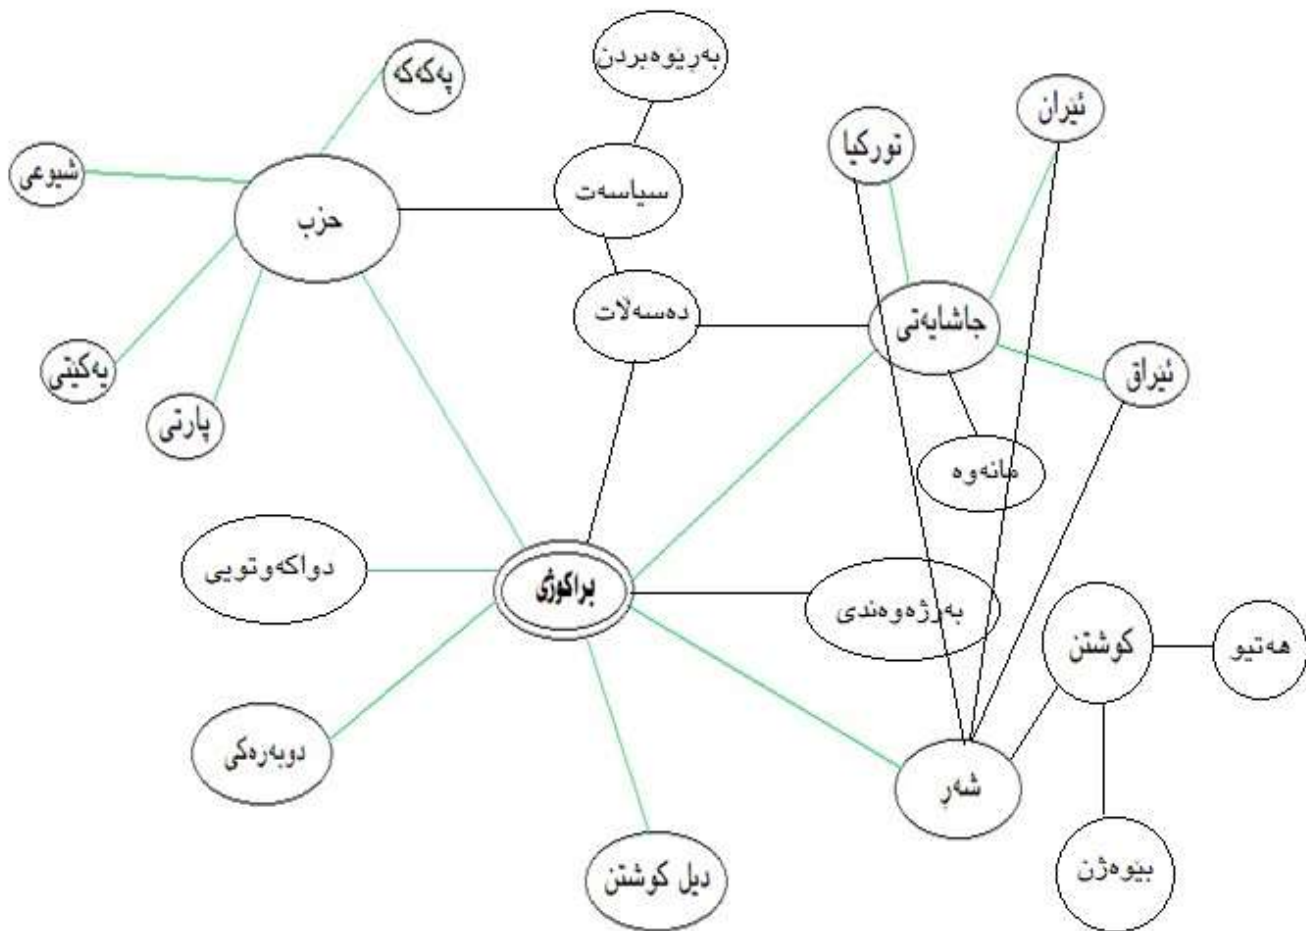 بەڕێوەبردن
پەکەکە
ئێران
تورکیا
شیوعی
سیاسەت
حزب
دەسەڵات
جاشایەتی
ئێراق
یەکێتی
پارتی
مانەوە
دواکەوتویی
براکوژی
بەرژەوەندی
کوشتن
هەتیو
دوبەرەکی
شەڕ
دیل کوشتن
بێوەژن